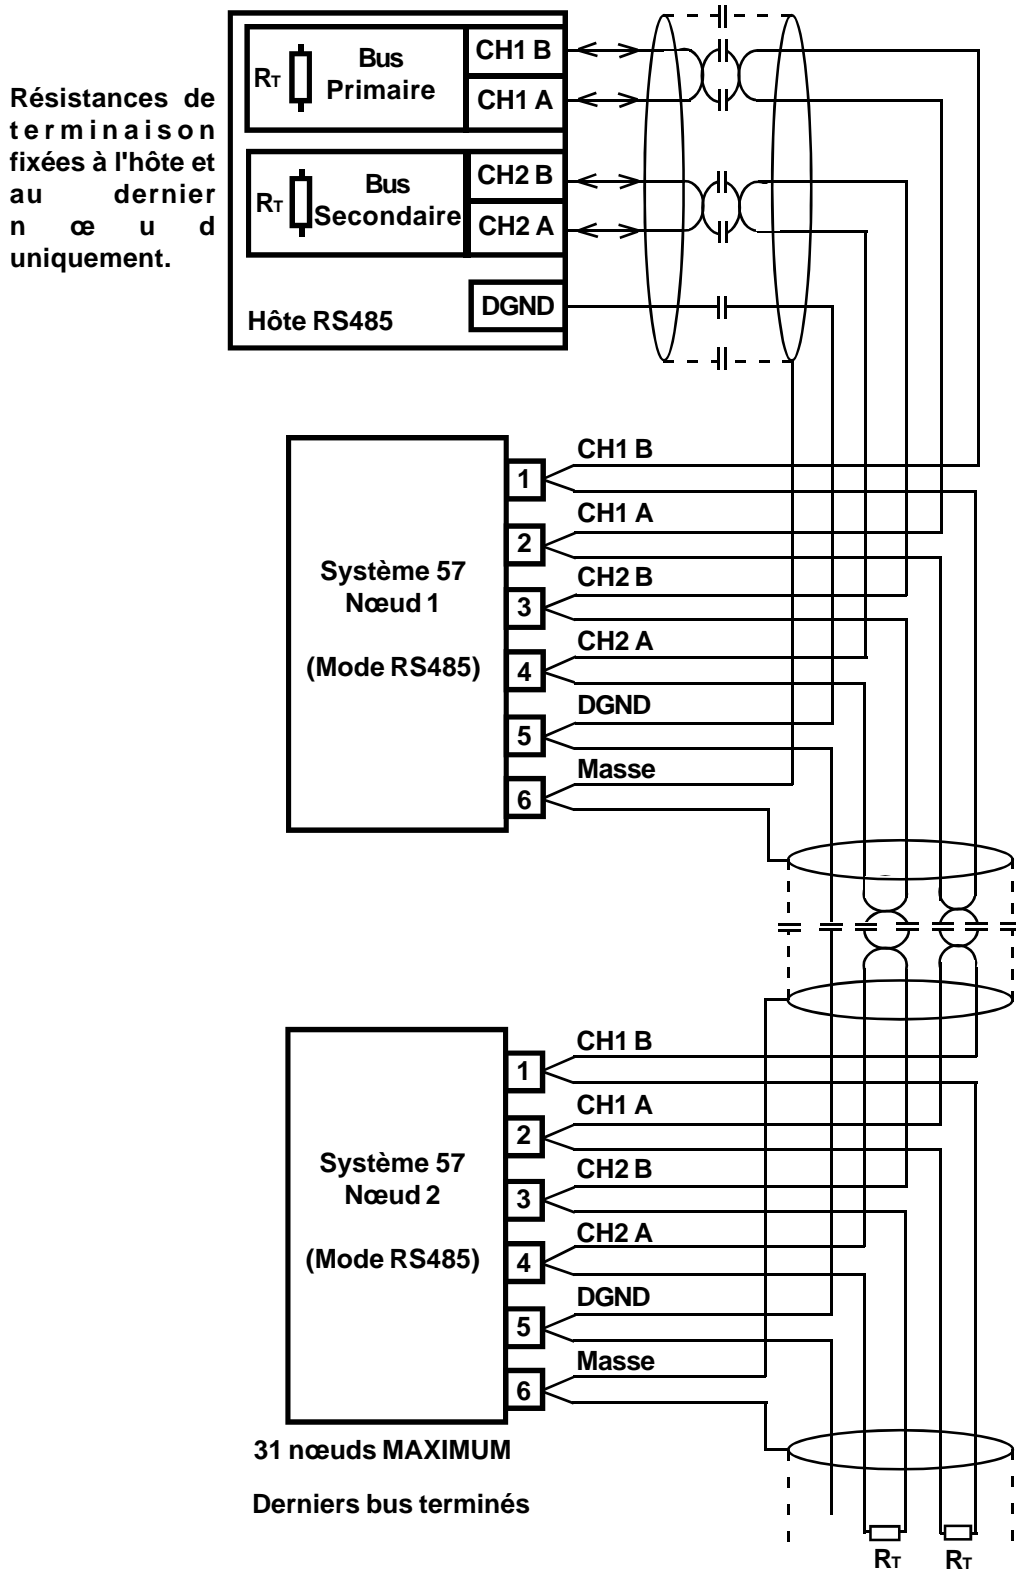 Résistances de
terminaison
fixées à l'hôte et
au dernier
nœud
uniquement.
RT
Bus
Primaire
CH1 B
CH1 A
RT
Bus
Secondaire
CH2 B
CH2 A
DGND
Hôte RS485
Système 57
Nœud 1
(Mode RS485)
1
CH1 B
2
CH1 A
3
CH2 B
4
CH2 A
5
DGND
6
Masse
Système 57
Nœud 2
(Mode RS485)
1
CH1 B
2
CH1 A
3
CH2 B
4
CH2 A
5
DGND
6
Masse
31 nœuds MAXIMUM
Derniers bus terminés
RT
RT